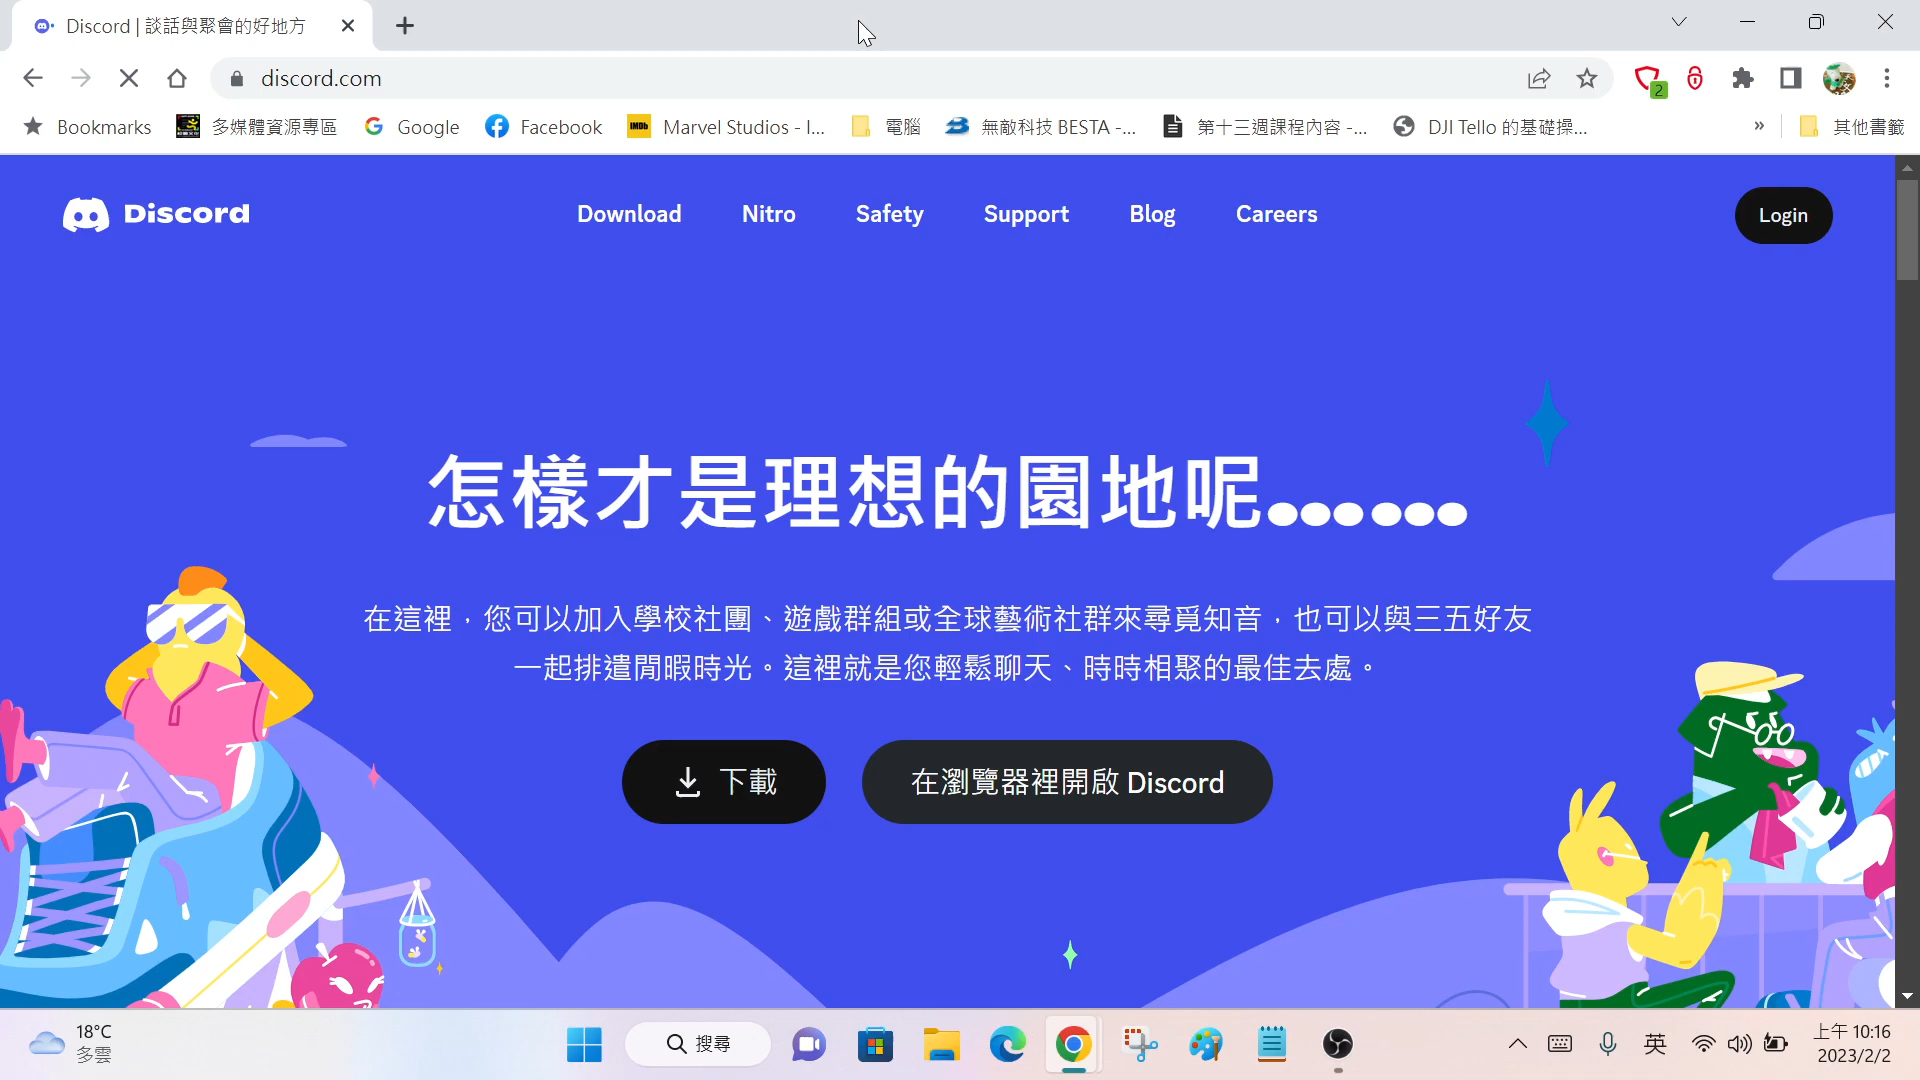 Discord | 談話與聚會的好地方
discord.com
2
Bookmarks 多媒體資源專區 Google Facebook IMDb Marvel Studios - I... 電腦 無敵科技 BESTA -... 第十三週課程內容 -... DJI Tello 的基礎操... » 其他書籤
Discord Download Nitro Safety Support Blog Careers Login
怎樣才是理想的園地呢……
在這裡，您可以加入學校社團、遊戲群組或全球藝術社群來尋覓知音，也可以與三五好友
一起排遣閒暇時光。這裡就是您輕鬆聊天、時時相聚的最佳去處。
下載 在瀏覽器裡開啟 Discord
18°C
多雲
搜尋
英
上午 10:16
2023/2/2